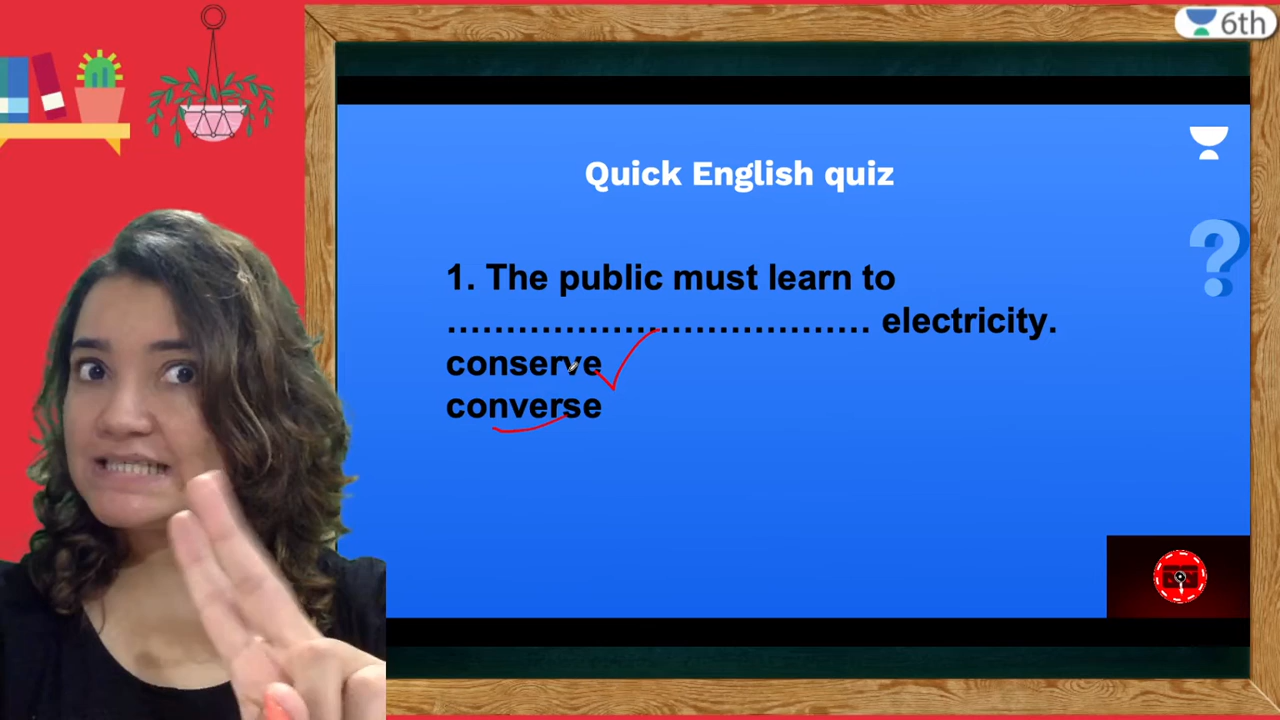 6th
Quick English quiz
1. The public must learn to
.................................... electricity.
conserve
converse